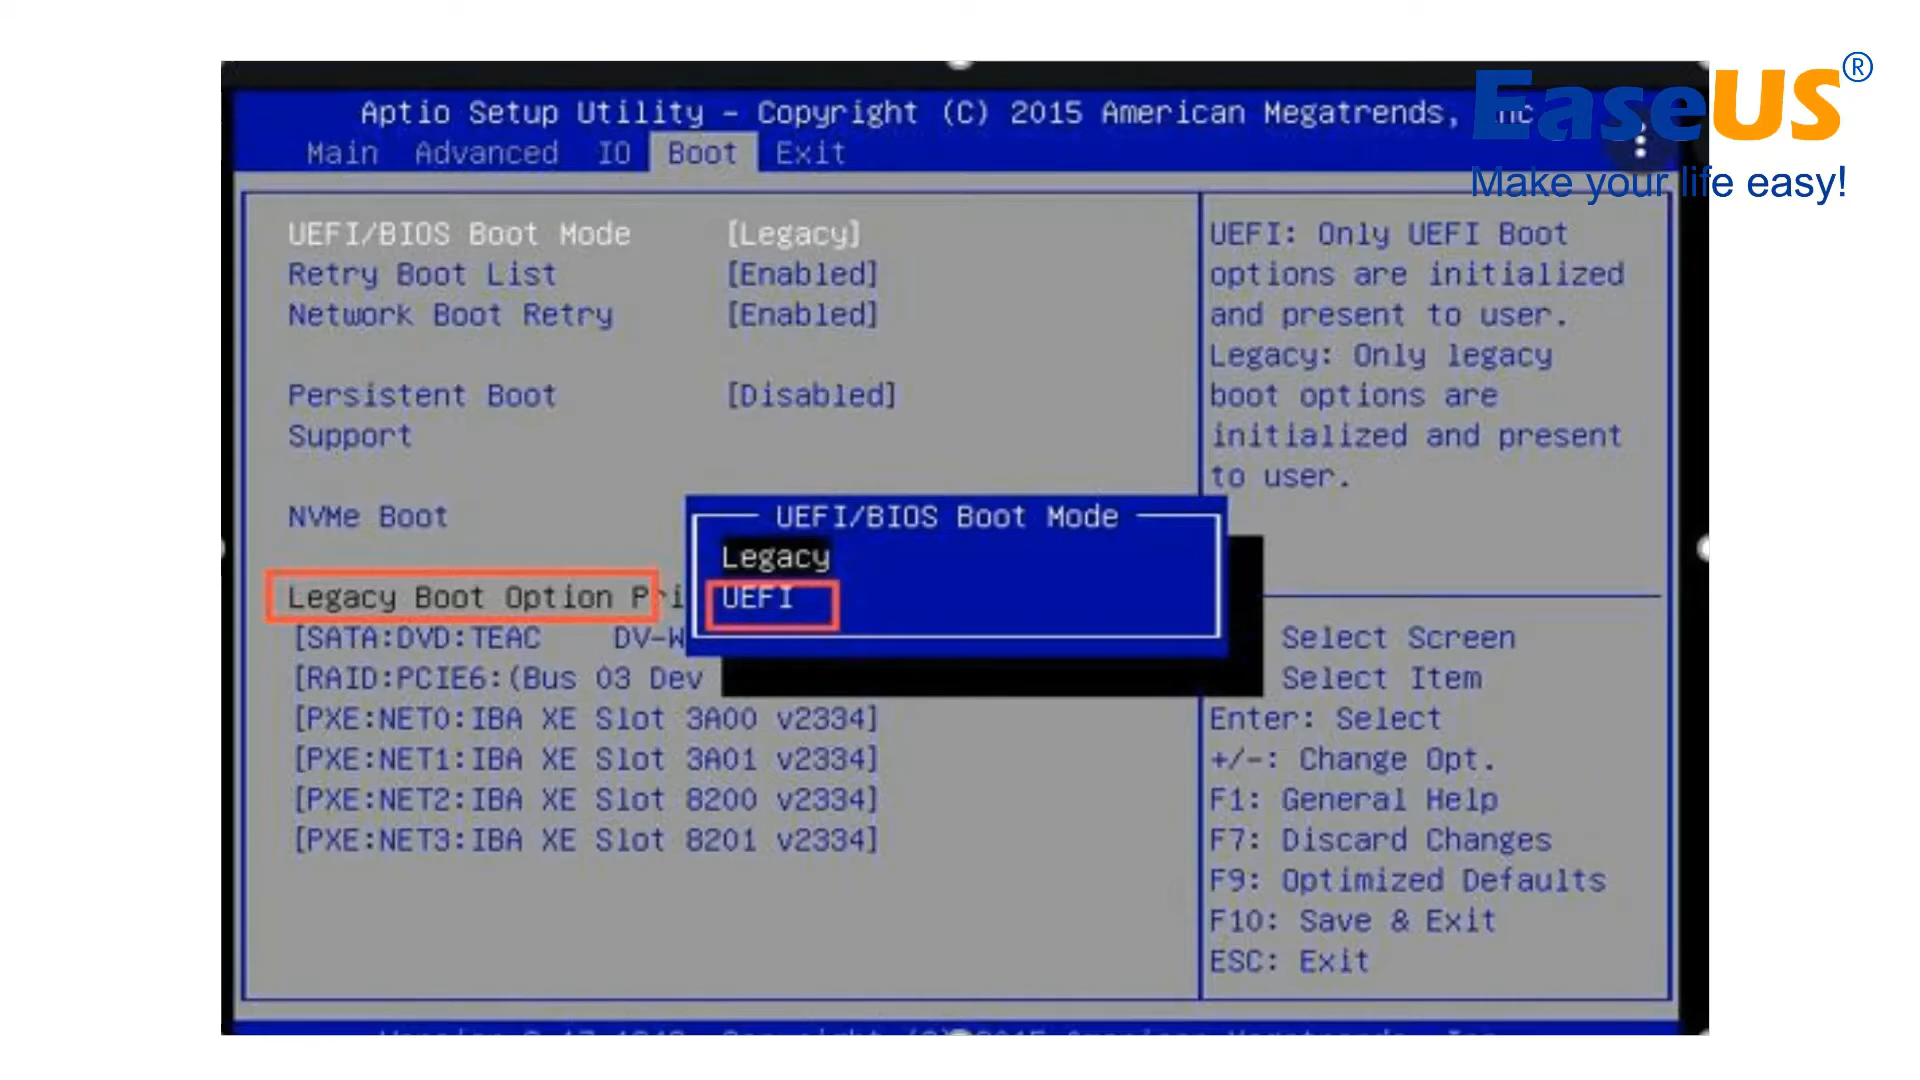 EaseUS®
Make your life easy!
Aptio Setup Utility – Copyright (C) 2015 American Megatrends,
Main Advanced IO Boot Exit
UEFI/BIOS Boot Mode [Legacy]
Retry Boot List [Enabled]
Network Boot Retry [Enabled]
Persistent Boot [Disabled]
Support
NVMe Boot
Legacy Boot Option Pri
[SATA:DVD:TEAC DV-W
[RAID:PCIE6:(Bus 03 Dev
[PXE:NET0:IBA XE Slot 3A00 v2334]
[PXE:NET1:IBA XE Slot 3A01 v2334]
[PXE:NET2:IBA XE Slot 8200 v2334]
[PXE:NET3:IBA XE Slot 8201 v2334]
UEFI/BIOS Boot Mode
Legacy
UEFI
UEFI: Only UEFI Boot
options are initialized
and present to user.
Legacy: Only legacy
boot options are
initialized and present
to user.
Select Screen
Select Item
Enter: Select
+/-: Change Opt.
F1: General Help
F7: Discard Changes
F9: Optimized Defaults
F10: Save & Exit
ESC: Exit